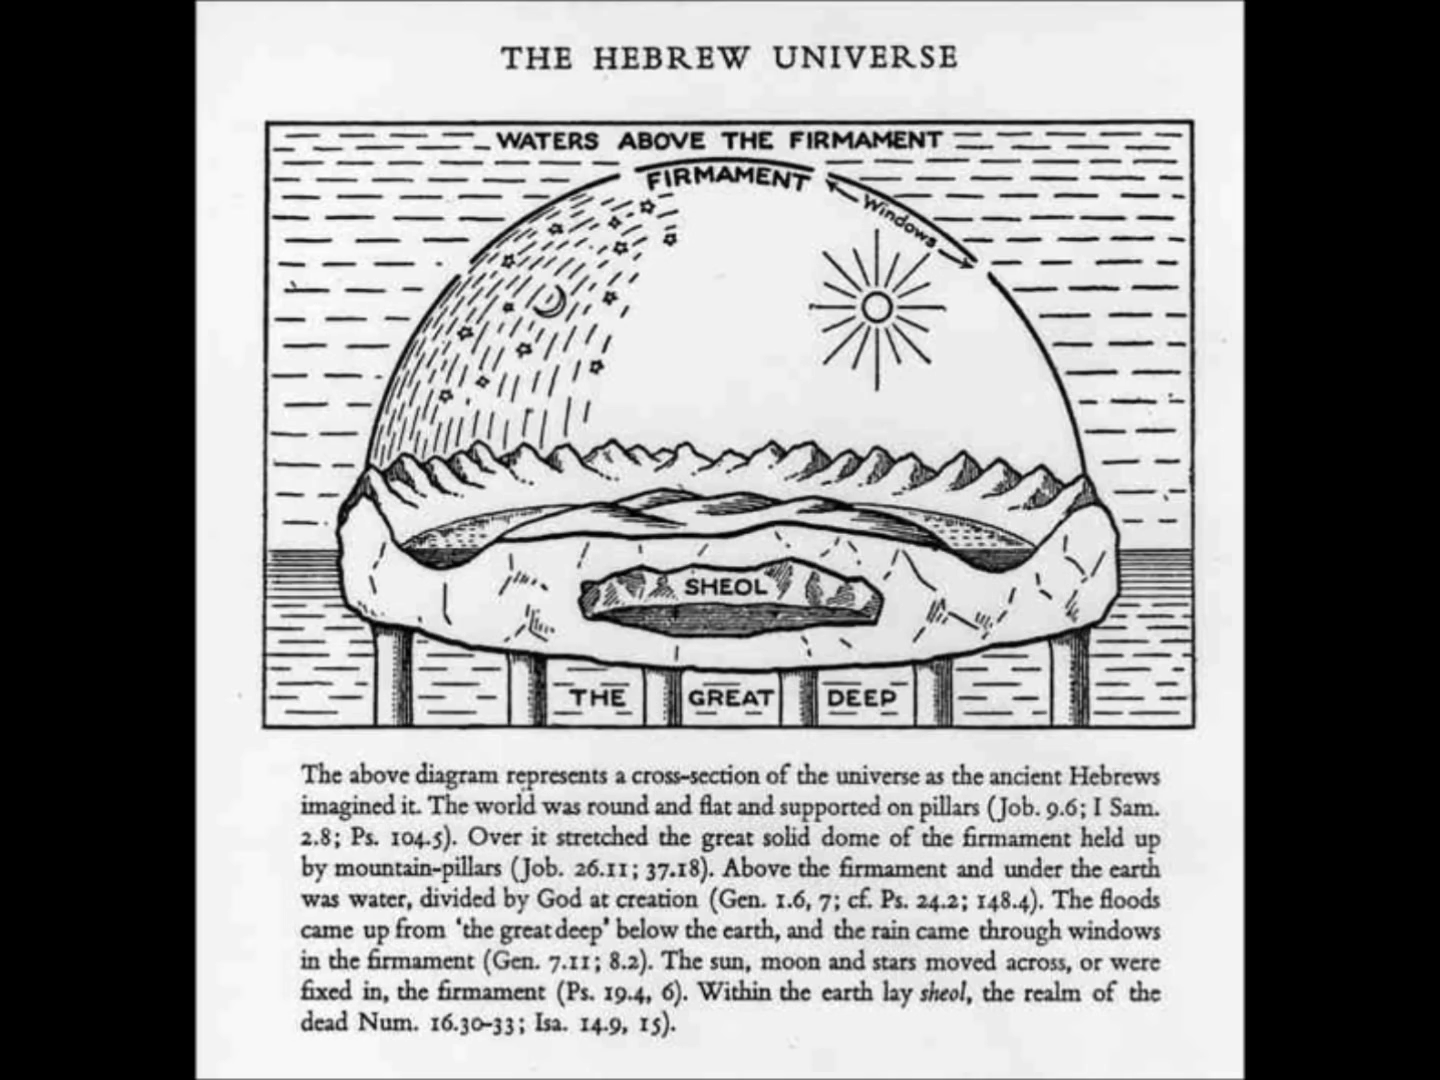 THE HEBREW UNIVERSE
WATERS ABOVE THE FIRMAMENT
FIRMAMENT
Windows
SHEOL
THE GREAT DEEP
The above diagram represents a cross-section of the universe as the ancient Hebrews
imagined it. The world was round and flat and supported on pillars (Job. 9.6; I Sam.
2.8; Ps. 104.5). Over it stretched the great solid dome of the firmament held up
by mountain-pillars (Job. 26.11; 37.18). Above the firmament and under the earth
was water, divided by God at creation (Gen. 1.6, 7; cf. Ps. 24.2; 148.4). The floods
came up from 'the great deep' below the earth, and the rain came through windows
in the firmament (Gen. 7.11; 8.2). The sun, moon and stars moved across, or were
fixed in, the firmament (Ps. 19.4, 6). Within the earth lay sheol, the realm of the
dead Num. 16.30-33; Isa. 14.9, 15).